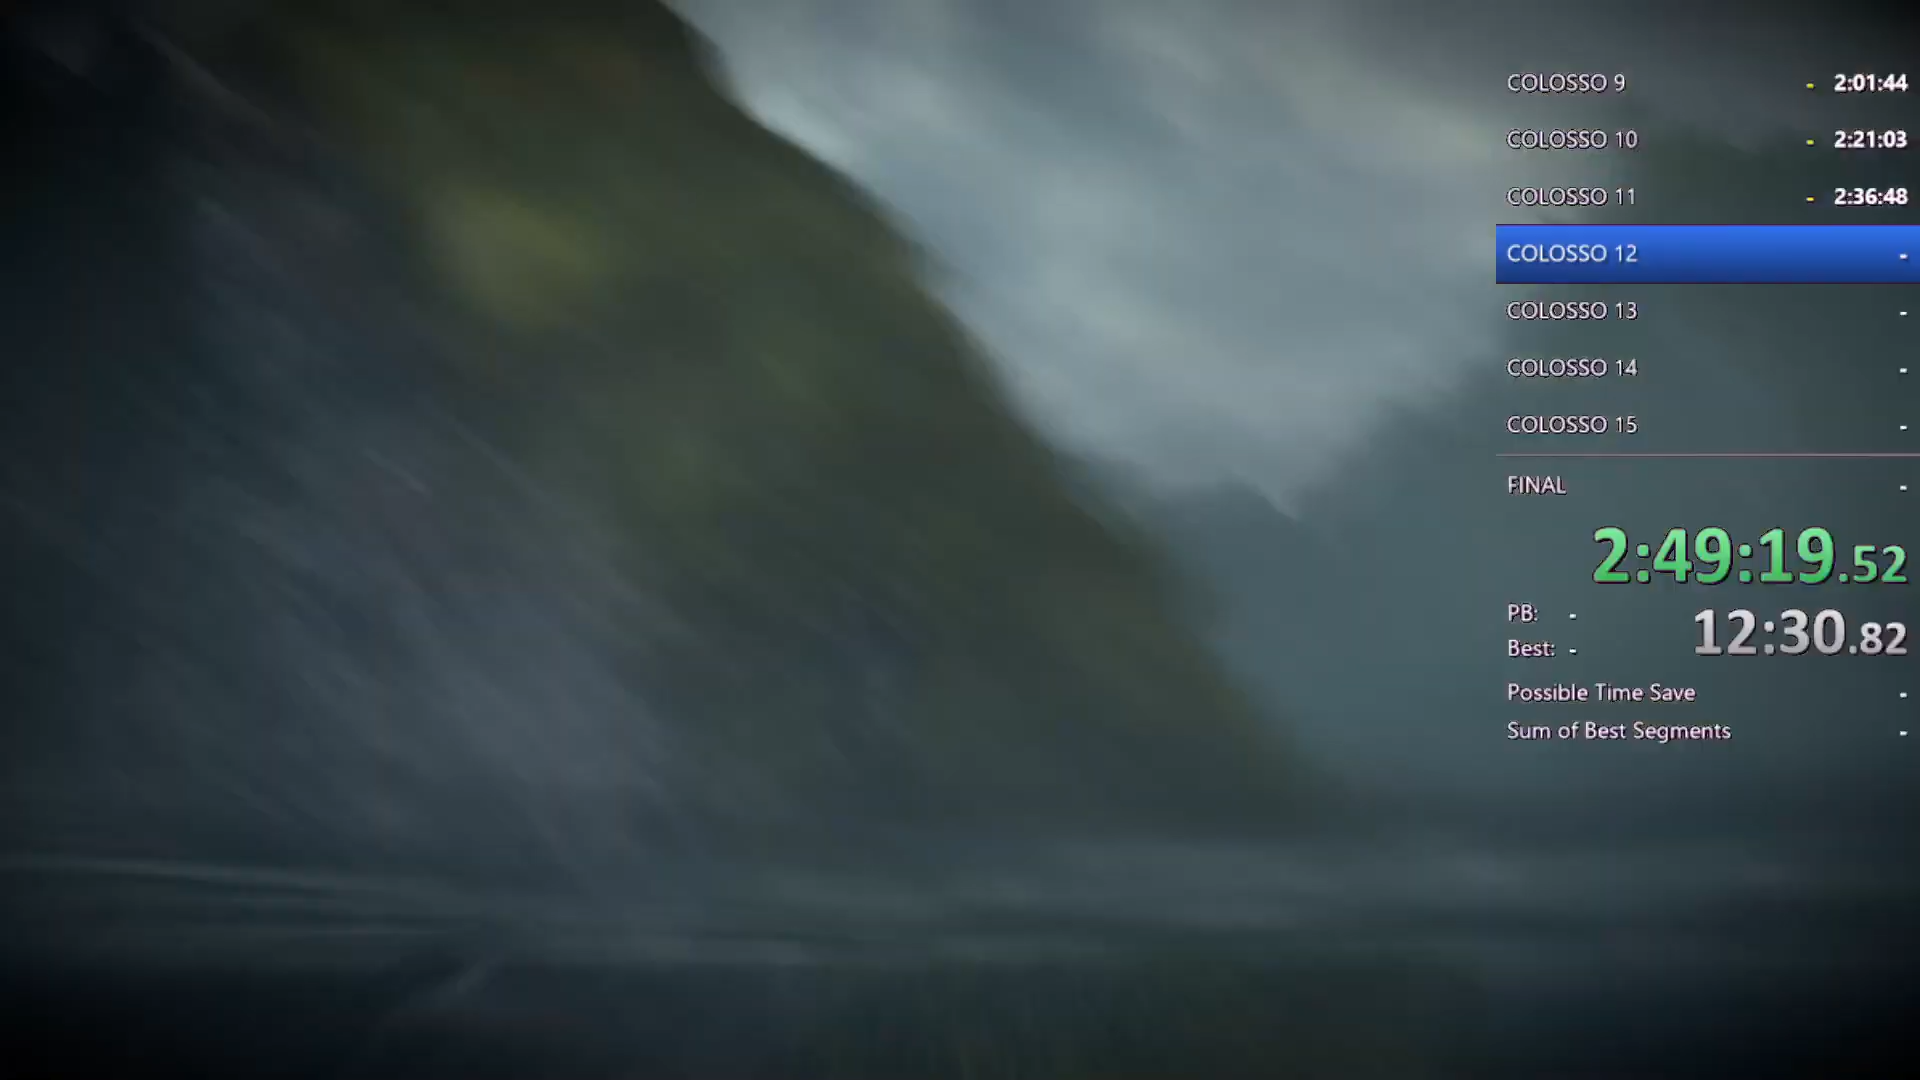 COLOSSO 9 - 2:01:44
COLOSSO 10 - 2:21:03
COLOSSO 11 - 2:36:48
COLOSSO 12 -
COLOSSO 13 -
COLOSSO 14 -
COLOSSO 15 -
FINAL -
2:49:19.52
PB: - 12:30.82
Best: -
Possible Time Save -
Sum of Best Segments -